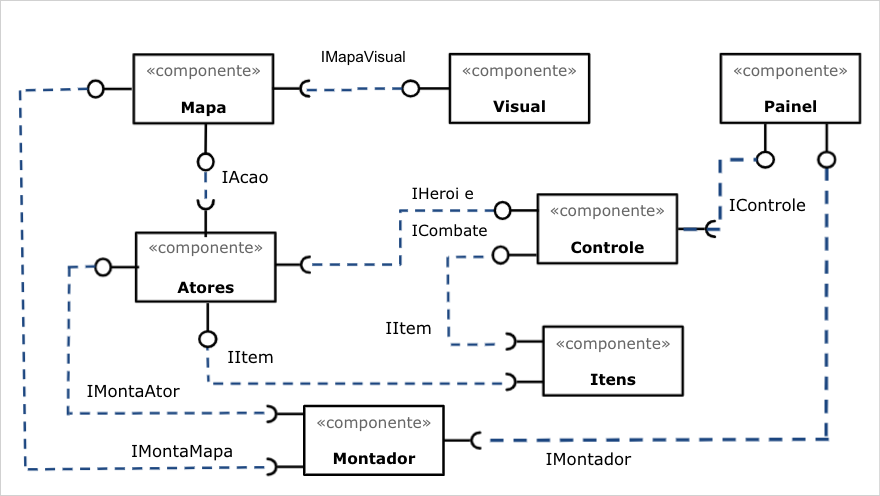 IMapaVisual
«componente»
Mapa
«componente»
Visual
«componente»
Painel
IAcao
IHeroi e
ICombate
«componente»
Controle
IControle
«componente»
Atores
IItem
IItem
«componente»
Itens
IMontaAtor
«componente»
Montador
IMontaMapa
IMontador